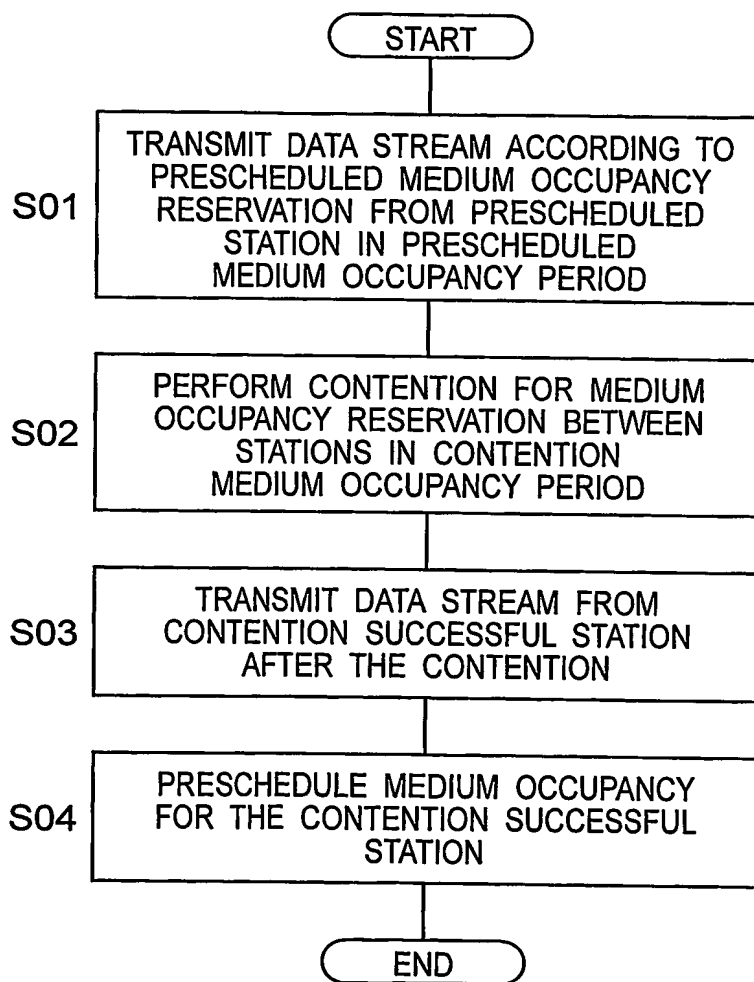 START
S01
TRANSMIT DATA STREAM ACCORDING TO
PRESCHEDULED MEDIUM OCCUPANCY
RESERVATION FROM PRESCHEDULED
STATION IN PRESCHEDULED
MEDIUM OCCUPANCY PERIOD
S02
PERFORM CONTENTION FOR MEDIUM
OCCUPANCY RESERVATION BETWEEN
STATIONS IN CONTENTION
MEDIUM OCCUPANCY PERIOD
S03
TRANSMIT DATA STREAM FROM
CONTENTION SUCCESSFUL STATION
AFTER THE CONTENTION
S04
PRESCHEDULE MEDIUM OCCUPANCY
FOR THE CONTENTION SUCCESSFUL
STATION
END